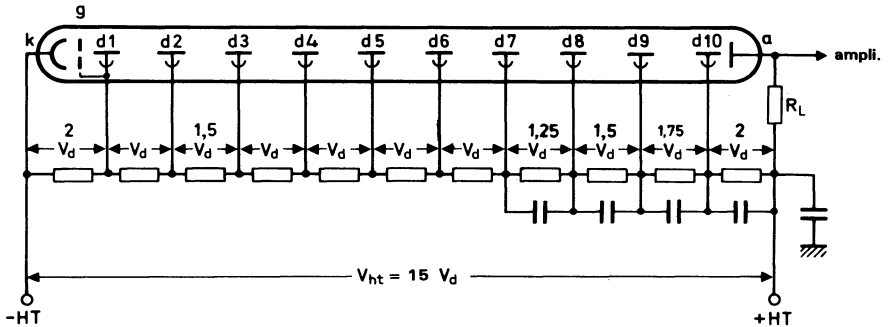 g
k d1 d2 d3 d4 d5 d6 d7 d8 d9 d10 a
ampli.
R_L
2 1,5 1,25 1,5 1,75 2
V_d V_d V_d V_d V_d V_d V_d V_d V_d V_d V_d
V_ht = 15 V_d
-HT +HT